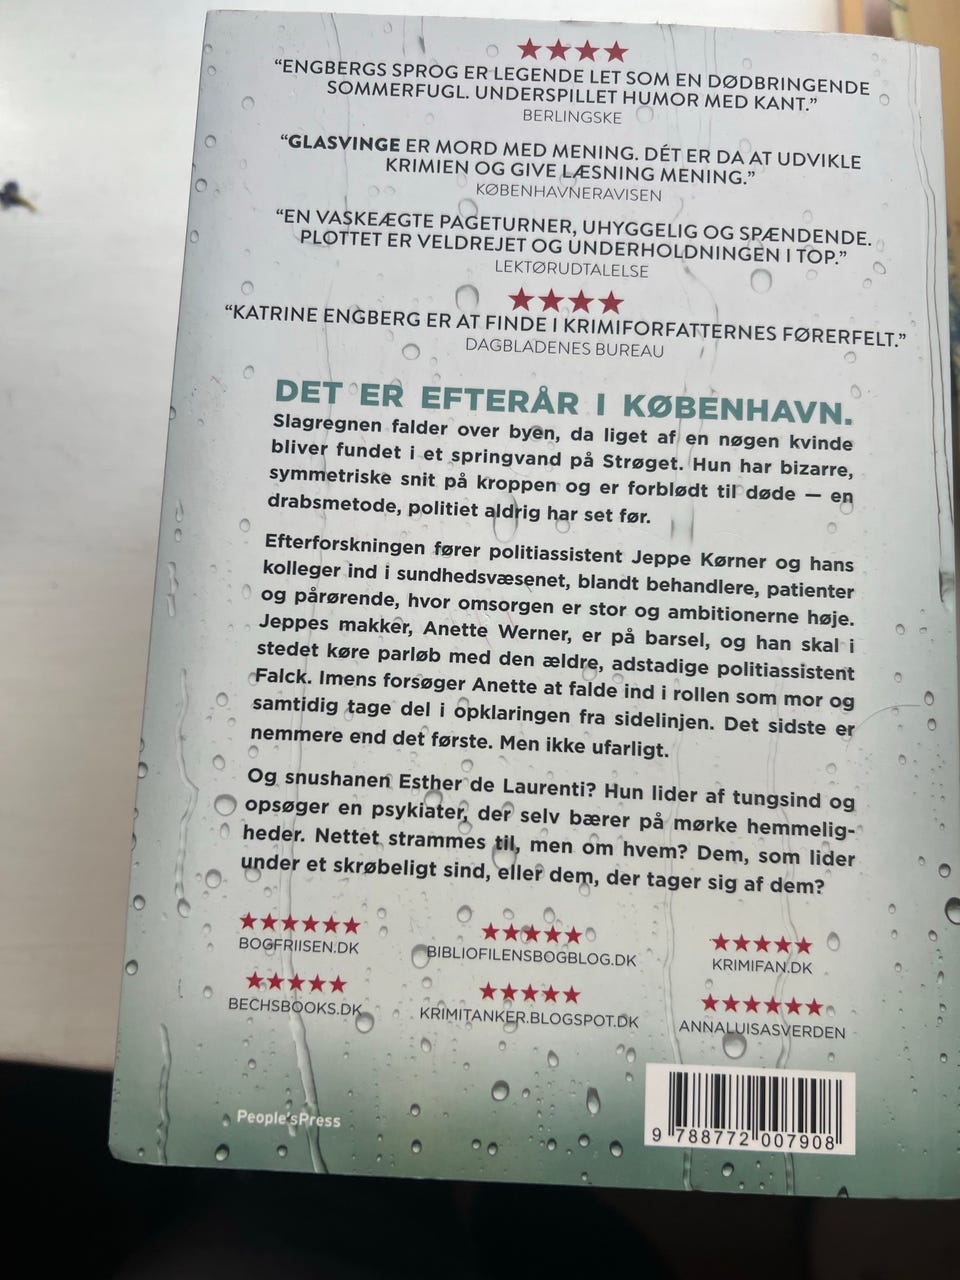 ★★★★
“ENGBERGS SPROG ER LEGENDE LET SOM EN DØDBRINGENDE
SOMMERFUGL. UNDERSPILLET HUMOR MED KANT.”
BERLINGSKE
“GLASVINGE ER MORD MED MENING. DÉT ER DA AT UDVIKLE
KRIMIEN OG GIVE LÆSNING MENING.”
KØBENHAVNERAVISEN
“EN VASKEÆGTE PAGETURNER, UHYGGELIG OG SPÆNDENDE.
PLOTTET ER VELDREJET OG UNDERHOLDNINGEN I TOP.”
LEKTØRUDTALELSE
★★★★
“KATRINE ENGBERG ER AT FINDE I KRIMIFORFATTERNES FØRERFELT.”
DAGBLADENES BUREAU
DET ER EFTERÅR I KØBENHAVN.
Slagregnen falder over byen, da liget af en nøgen kvinde
bliver fundet i et springvand på Strøget. Hun har bizarre,
symmetriske snit på kroppen og er forblødt til døde — en
drabsmetode, politiet aldrig har set før.
Efterforskningen fører politiassistent Jeppe Kørner og hans
kolleger ind i sundhedsvæsenet, blandt behandlere, patienter
og pårørende, hvor omsorgen er stor og ambitionerne høje.
Jeppes makker, Anette Werner, er på barsel, og han skal i
stedet køre parløb med den ældre, adstadige politiassistent
Falck. Imens forsøger Anette at falde ind i rollen som mor og
samtidig tage del i opklaringen fra sidelinjen. Det sidste er
nemmere end det første. Men ikke ufarligt.
Og snushanen Esther de Laurenti? Hun lider af tungsind og
opsøger en psykiater, der selv bærer på mørke hemmelig-
heder. Nettet strammes til, men om hvem? Dem, som lider
under et skrøbeligt sind, eller dem, der tager sig af dem?
★★★★★★
BOGFRIISEN.DK
★★★★★
BIBLIOFILENSBOGBLOG.DK
★★★★★
KRIMIFAN.DK
★★★★★
BECHSBOOKS.DK
★★★★★
KRIMITANKER.BLOGSPOT.DK
★★★★★★
ANNALUISASVERDEN
People'sPress
9 788772 007908